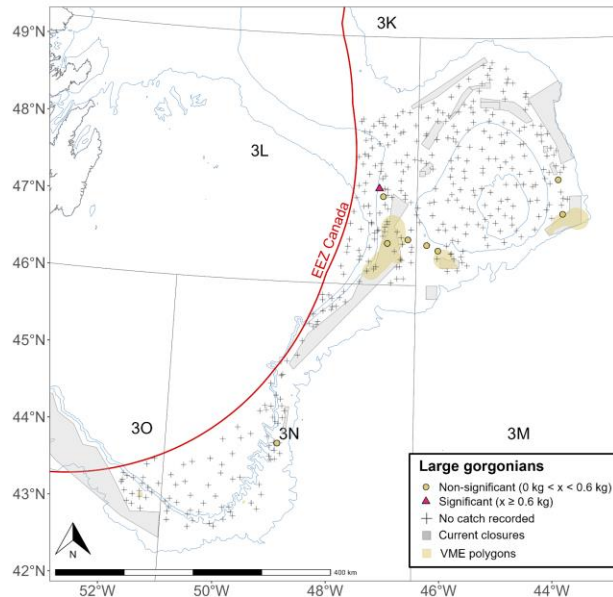 49°N
48°N
47°N
46°N
45°N
44°N
43°N
42°N
3K
3L
EEZ Canada
3O
3N
3M
Large gorgonians
Non-significant (0 kg < x < 0.6 kg)
Significant (x ≥ 0.6 kg)
No catch recorded
Current closures
VME polygons
N
400 km
52°W
50°W
48°W
46°W
44°W